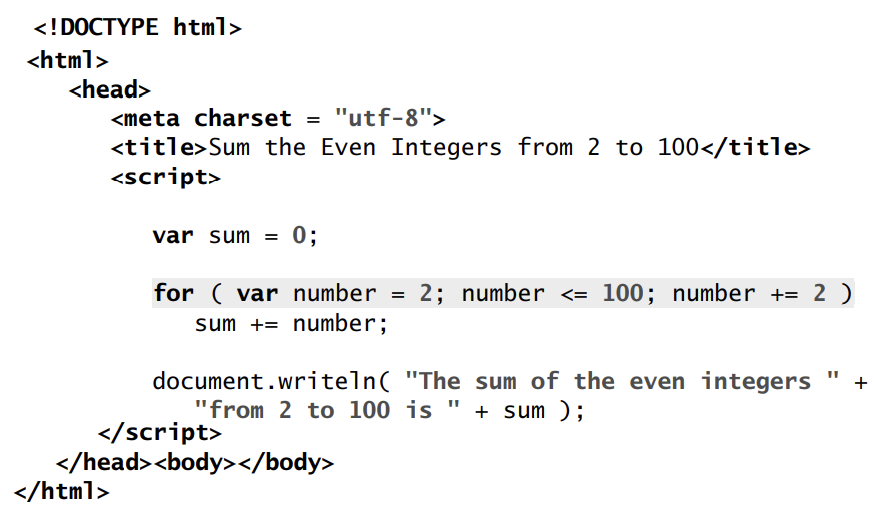 <!DOCTYPE html>
<html>
<head>
<meta charset = "utf-8">
<title>Sum the Even Integers from 2 to 100</title>
<script>
var sum = 0;
for ( var number = 2; number <= 100; number += 2 )
sum += number;
document.writeln( "The sum of the even integers " +
"from 2 to 100 is " + sum );
</script>
</head><body></body>
</html>